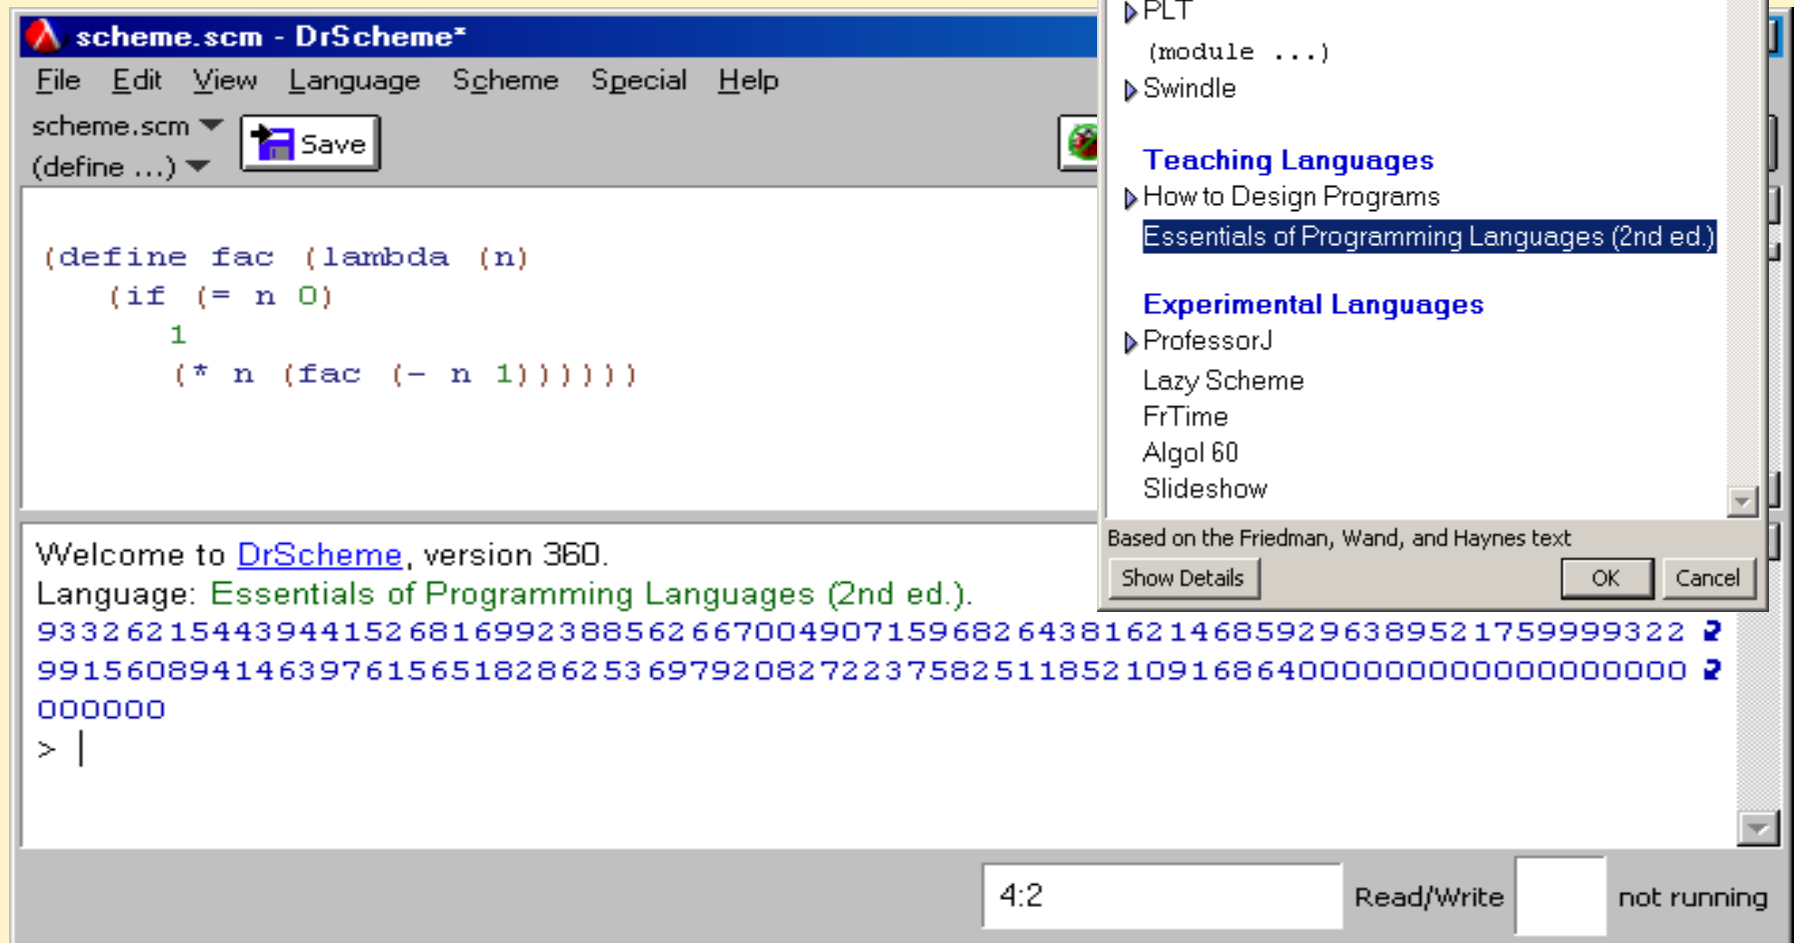 scheme.scm - DrScheme*
File Edit View Language Scheme Special Help
scheme.scm
(define ...)
Save
(define fac (lambda (n)
(if (= n 0)
1
(* n (fac (- n 1))))))
Welcome to DrScheme, version 360.
Language: Essentials of Programming Languages (2nd ed.).
9332621544394415268169923885626670049071596826438162146859296389521759999322
9915608941463976156518286253697920827223758251185210916864000000000000000000
000000
>
4:2
Read/Write
not running
PLT
(module ...)
Swindle
Teaching Languages
How to Design Programs
Essentials of Programming Languages (2nd ed.)
Experimental Languages
ProfessorJ
Lazy Scheme
FrTime
Algol 60
Slideshow
Based on the Friedman, Wand, and Haynes text
Show Details
OK
Cancel